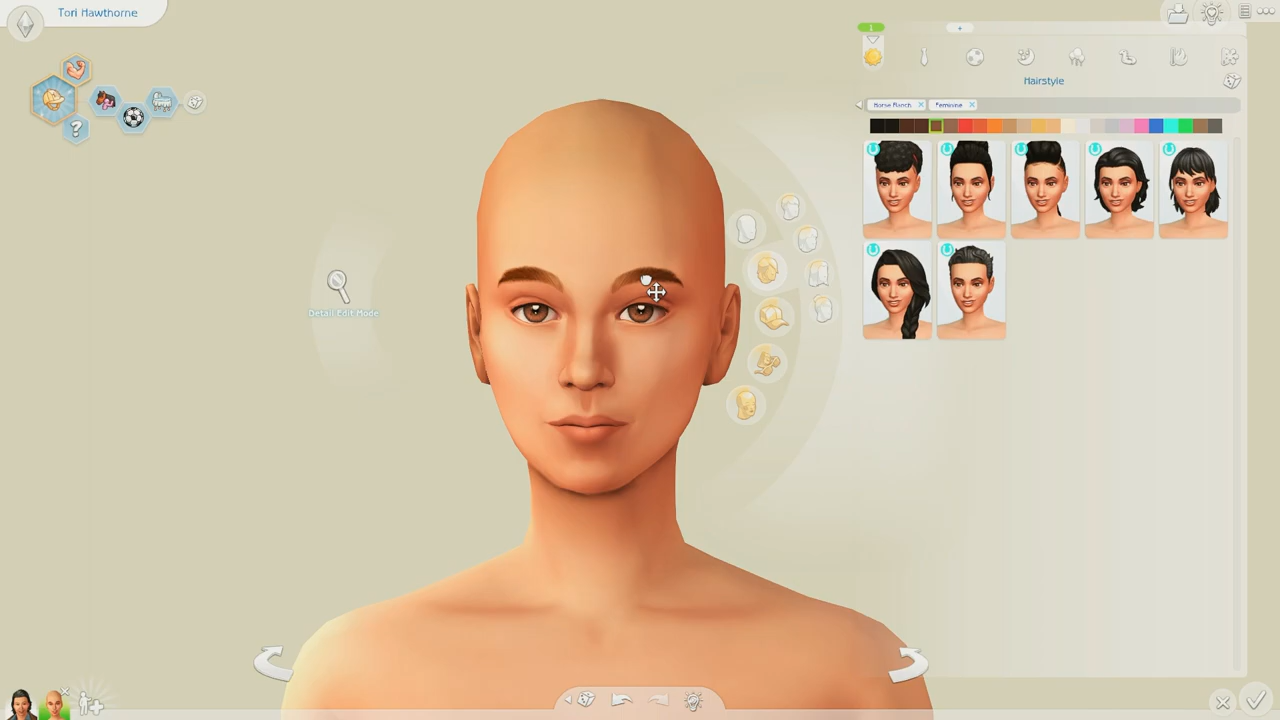 Tori Hawthorne
Hairstyle
Horse Ranch
Feminine
Detail Edit Mode